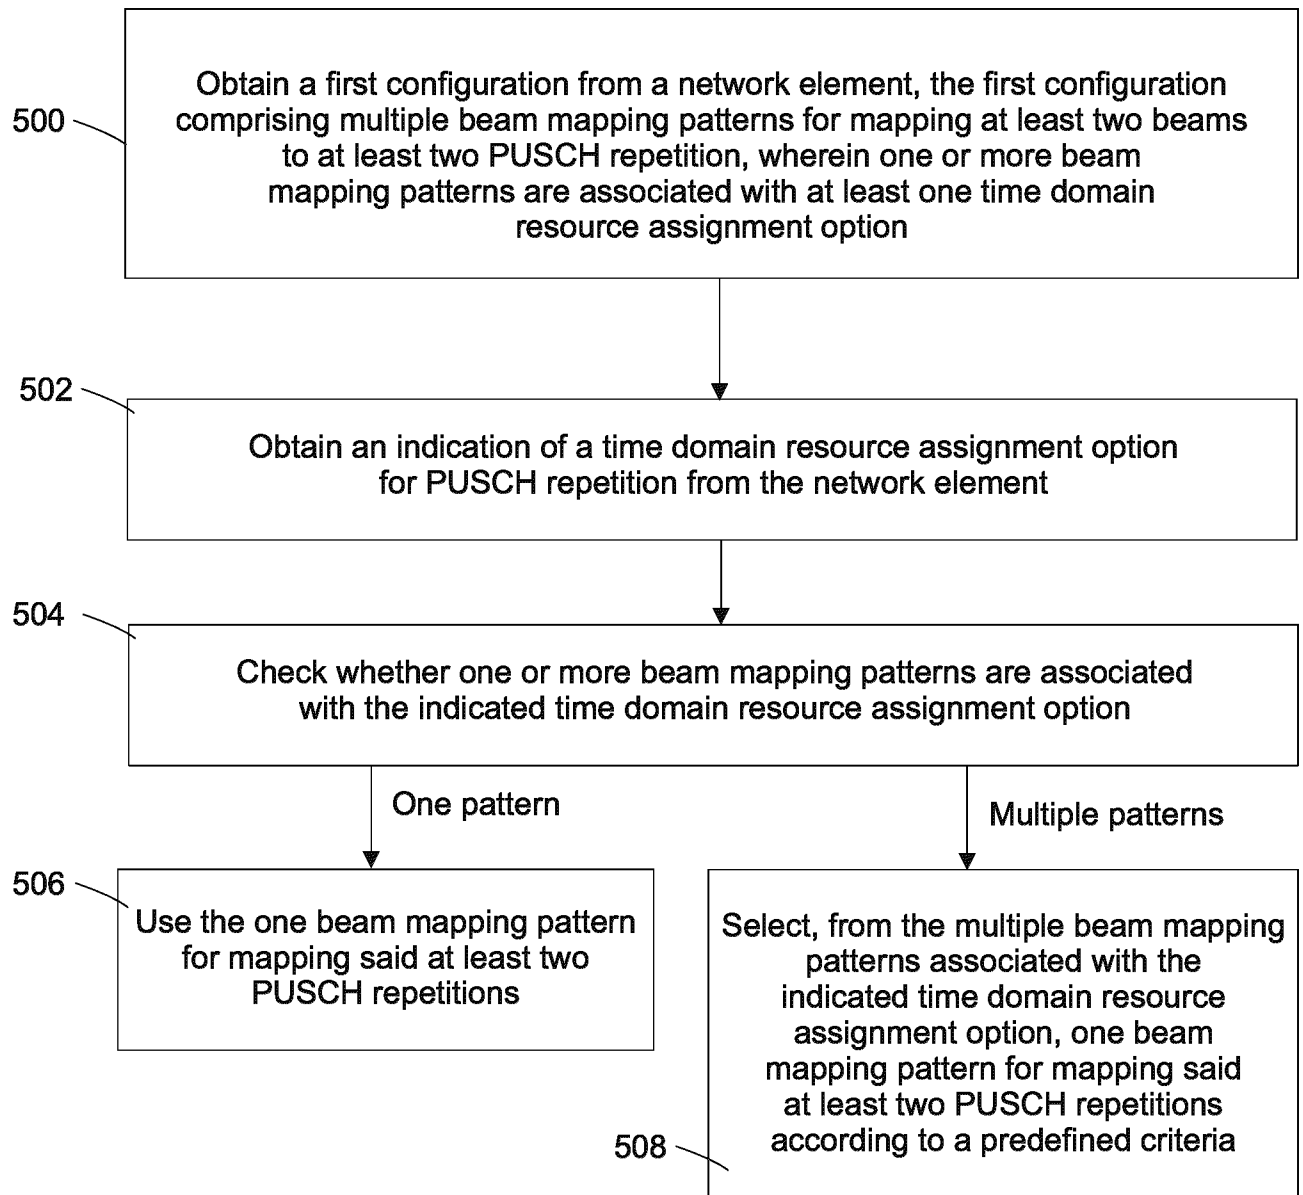 500
Obtain a first configuration from a network element, the first configuration
comprising multiple beam mapping patterns for mapping at least two beams
to at least two PUSCH repetition, wherein one or more beam
mapping patterns are associated with at least one time domain
resource assignment option
502
Obtain an indication of a time domain resource assignment option
for PUSCH repetition from the network element
504
Check whether one or more beam mapping patterns are associated
with the indicated time domain resource assignment option
One pattern
Multiple patterns
506
Use the one beam mapping pattern
for mapping said at least two
PUSCH repetitions
Select, from the multiple beam mapping
patterns associated with the
indicated time domain resource
assignment option, one beam
mapping pattern for mapping said
at least two PUSCH repetitions
according to a predefined criteria
508